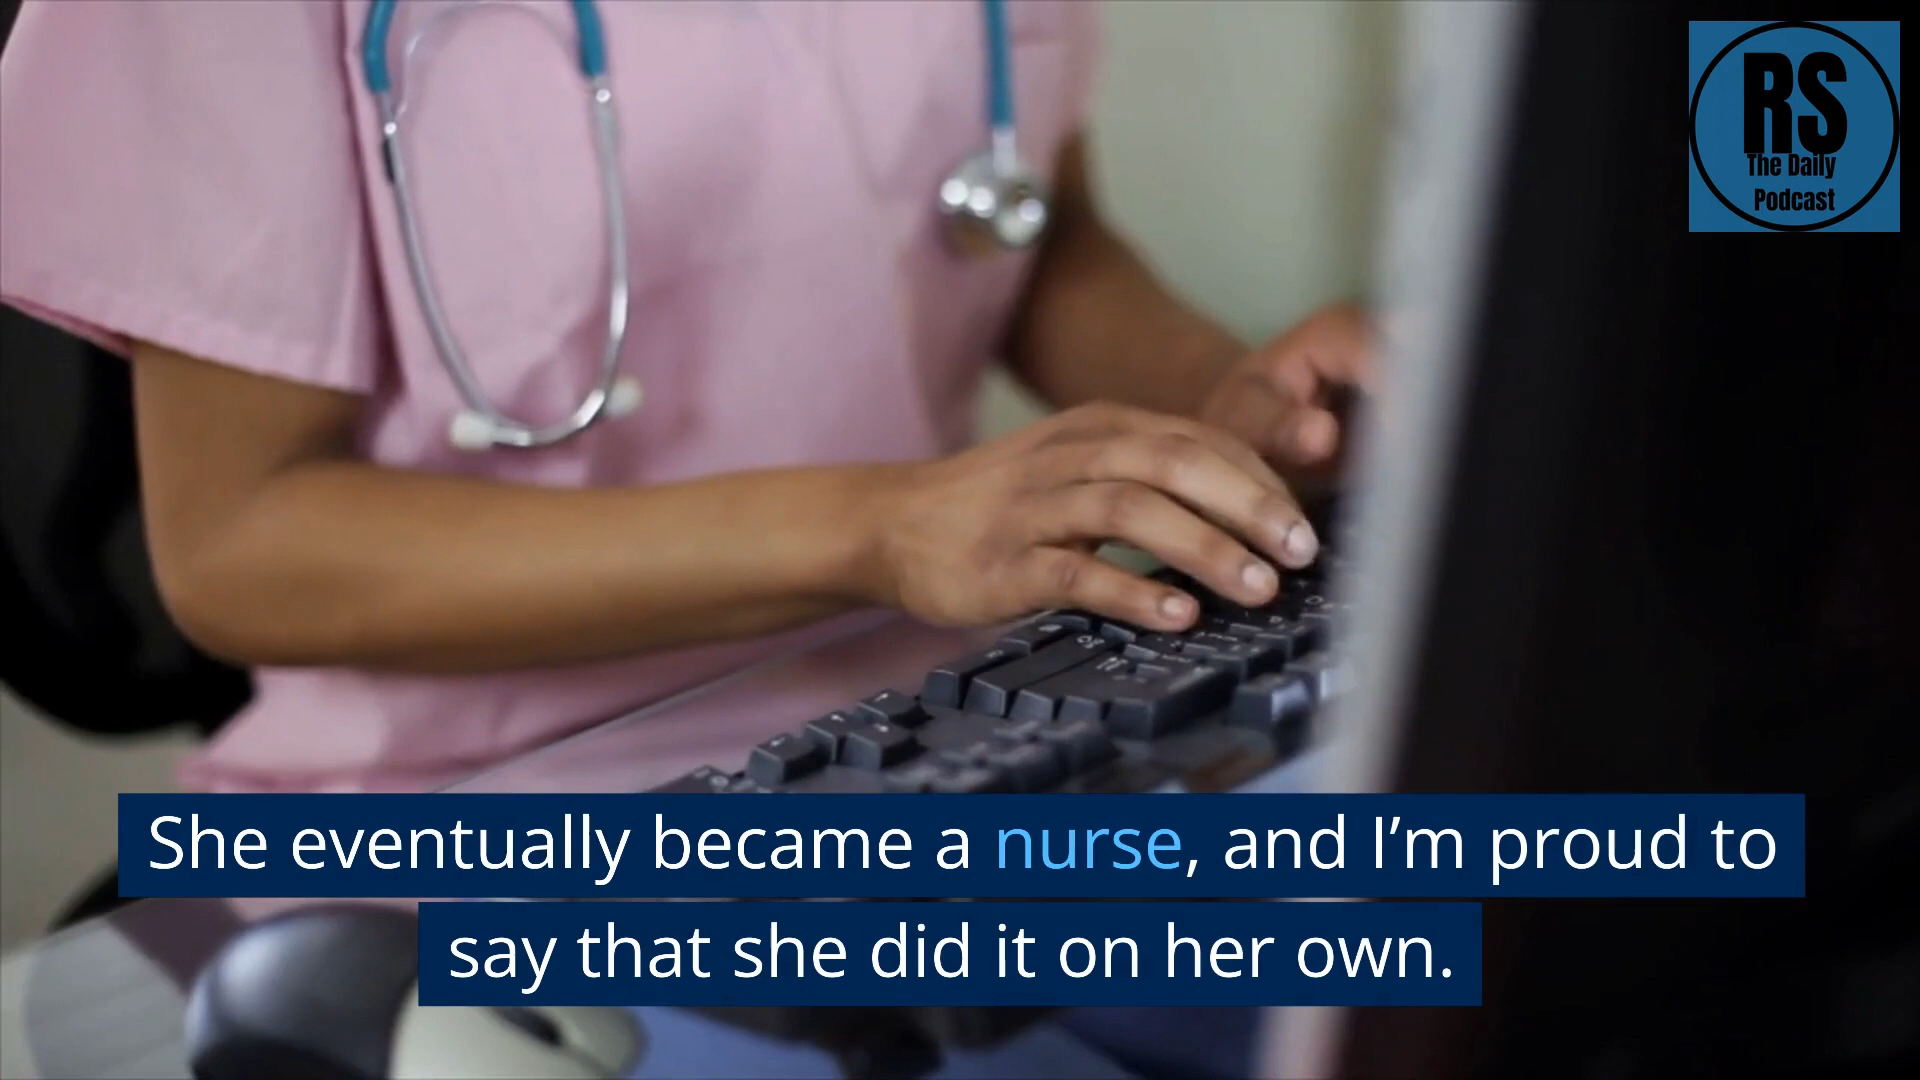 RS
The Daily
Podcast
She eventually became a nurse, and I’m proud to
say that she did it on her own.